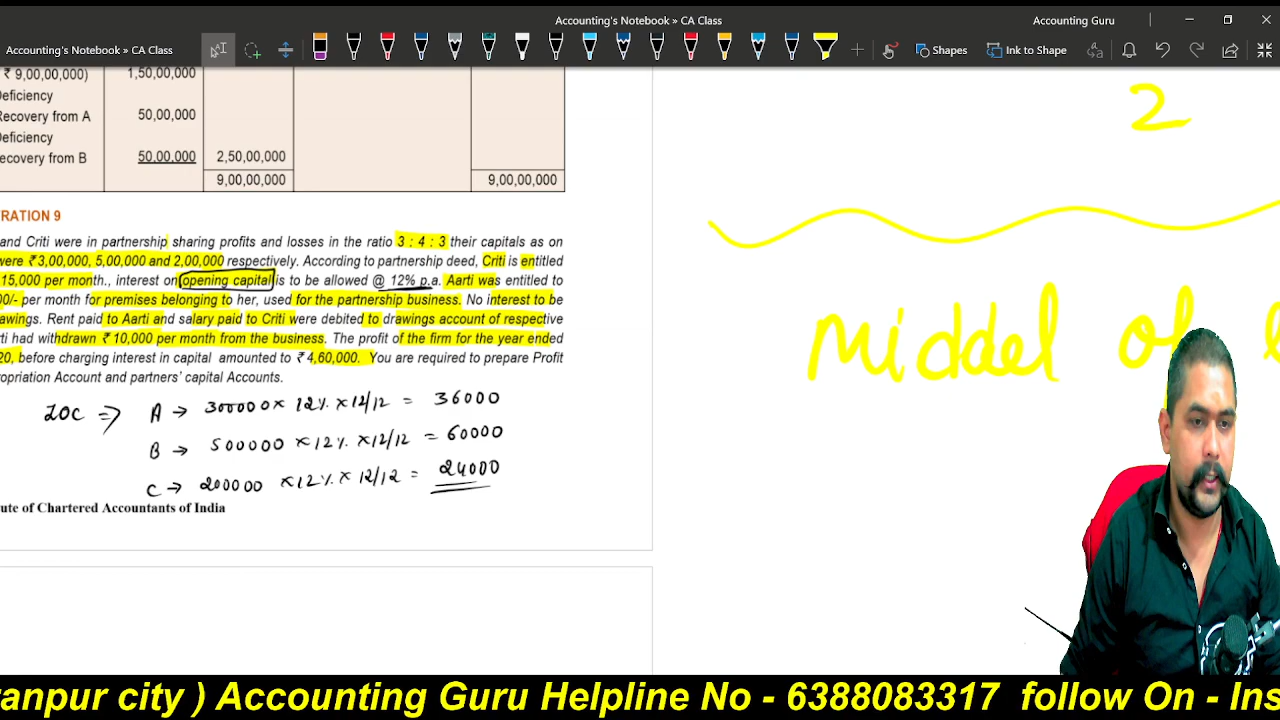 Accounting's Notebook » CA Class
Accounting Guru
Accounting's Notebook » CA Class
Shapes
Ink to Shape
₹ 9,00,00,000) 1,50,00,000
Deficiency
Recovery from A 50,00,000
Deficiency
ecovery from B 50,00,000 2,50,00,000
9,00,00,000 9,00,00,000
RATION 9
and Criti were in partnership sharing profits and losses in the ratio 3 : 4 : 3 their capitals as on
were ₹ 3,00,000, 5,00,000 and 2,00,000 respectively. According to partnership deed, Criti is entitled
15,000 per month., interest on opening capital is to be allowed @ 12% p.a. Aarti was entitled to
00/- per month for premises belonging to her, used for the partnership business. No interest to be
awings. Rent paid to Aarti and salary paid to Criti were debited to drawings account of respective
rti had withdrawn ₹ 10,000 per month from the business. The profit of the firm for the year ended
20, before charging interest in capital amounted to ₹ 4,60,000. You are required to prepare Profit
ropriation Account and partners' capital Accounts.
IOC => A → 300000 × 12% × 12/12 = 36000
B → 500000 × 12% × 12/12 = 60000
C → 200000 × 12% × 12/12 = 24000
ute of Chartered Accountants of India
2
middel of
ranpur city ) Accounting Guru Helpline No - 6388083317 follow On - Ins